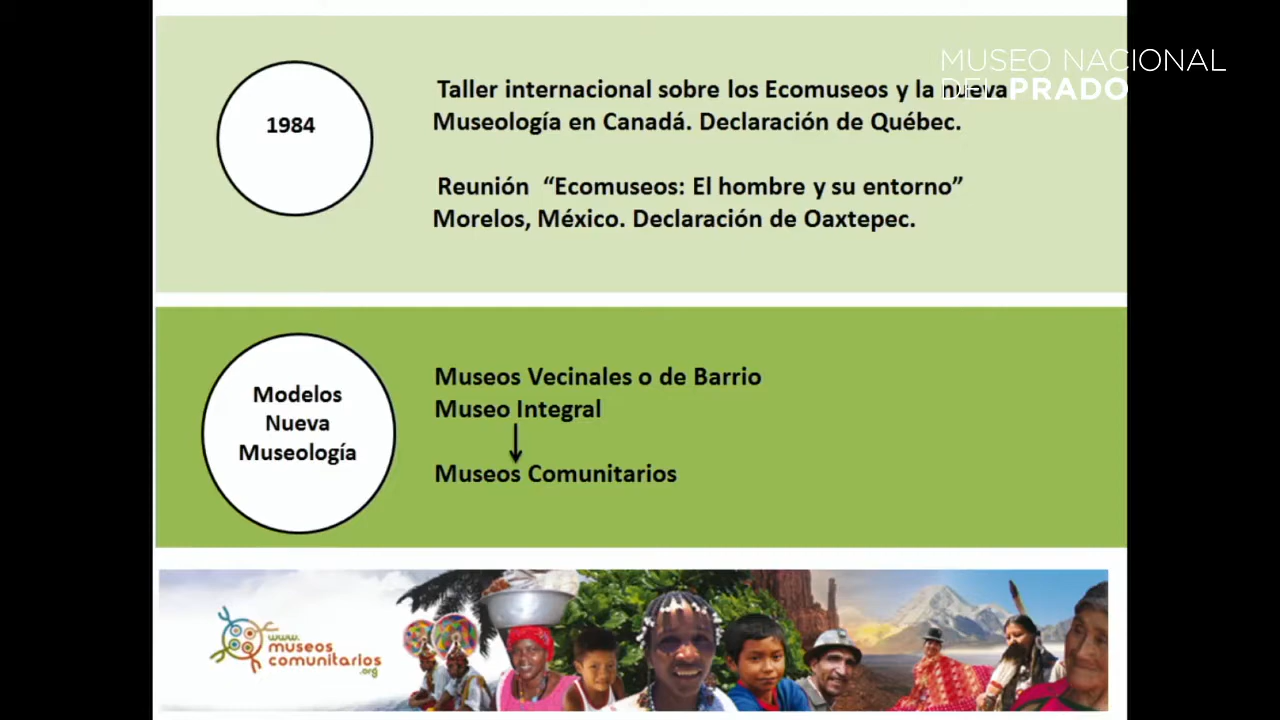 MUSEO NACIONAL
DEL PRADO
1984
Taller internacional sobre los Ecomuseos y la nueva
Museología en Canadá. Declaración de Québec.
Reunión “Ecomuseos: El hombre y su entorno”
Morelos, México. Declaración de Oaxtepec.
Modelos
Nueva
Museología
Museos Vecinales o de Barrio
Museo Integral
Museos Comunitarios
www.
museos
comunitarios
.org